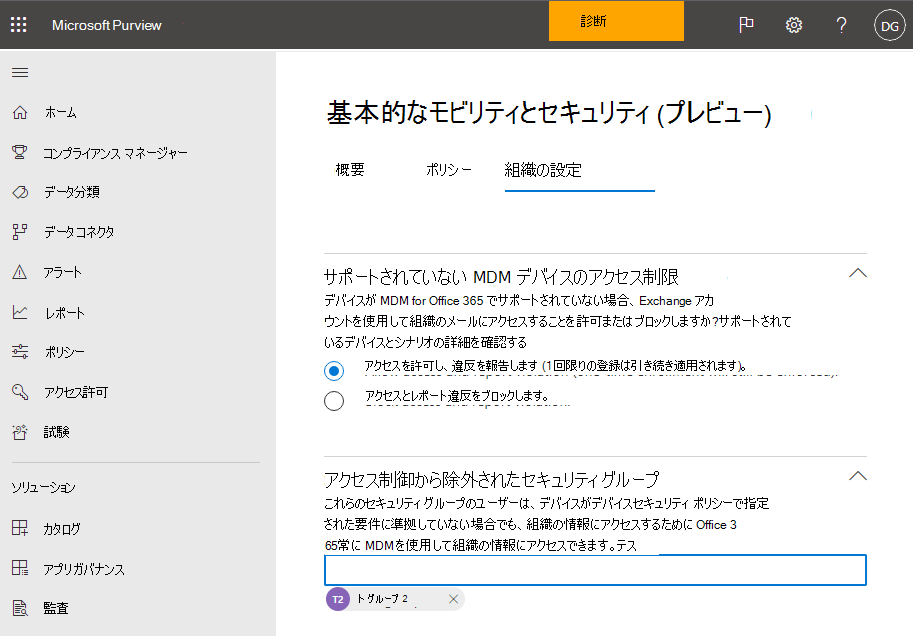 Microsoft Purview
診断
DG
ホーム
コンプライアンス マネージャー
データ分類
データコネクタ
アラート
レポート
ポリシー
アクセス許可
試験
ソリューション
カタログ
アプリガバナンス
監査
基本的なモビリティとセキュリティ (プレビュー)
概要
ポリシー
組織の設定
サポートされていない MDM デバイスのアクセス制限
デバイスが MDM for Office 365 でサポートされていない場合、Exchange アカ
ウントを使用して組織のメールにアクセスすることを許可またはブロックしますか?サポートされて
いるデバイスとシナリオの詳細を確認する
アクセスを許可し、違反を報告します (1回限りの登録は引き続き適用されます)。
アクセスとレポート違反をブロックします。
アクセス制御から除外されたセキュリティ グループ
これらのセキュリティ グループのユーザーは、デバイスがデバイスセキュリティ ポリシーで指定
された要件に準拠していない場合でも、組織の情報にアクセスするために Office 3
65常に MDMを使用して組織の情報にアクセスできます。テス
T2
ト グループ 2